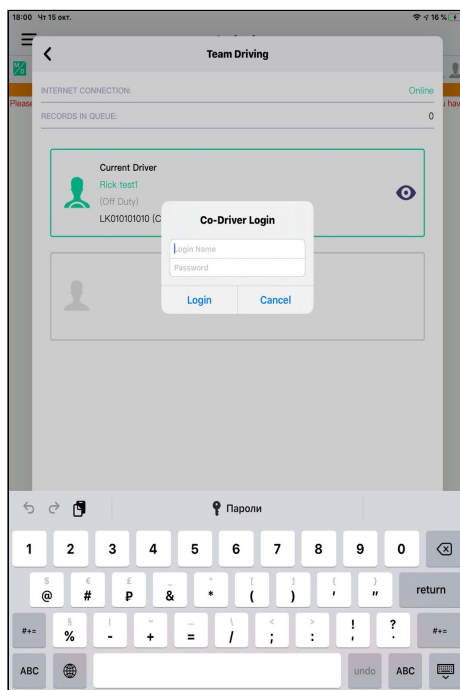 18:00 Чт 15 окт.
16 %
Team Driving
M/D
Please
u hav
INTERNET CONNECTION:
Online
RECORDS IN QUEUE:
0
Current Driver
Rick test1
(Off Duty)
LK010101010 (C
Co-Driver Login
Login Name
Password
Login
Cancel
Пароли
1 2 3 4 5 6 7 8 9 0
$ € £ _ ^ [ ] { }
@ # ₽ & * ( ) ' " return
§ | ~ … \ ; : ! ?
#+= % - + = / ; : , . #+=
ABC undo ABC